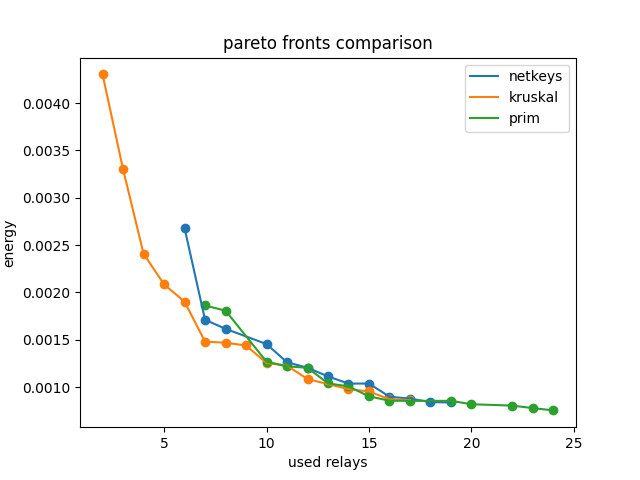 pareto fronts comparison
netkeys
kruskal
prim
energy
0.0040
0.0035
0.0030
0.0025
0.0020
0.0015
0.0010
5 10 15 20 25
used relays